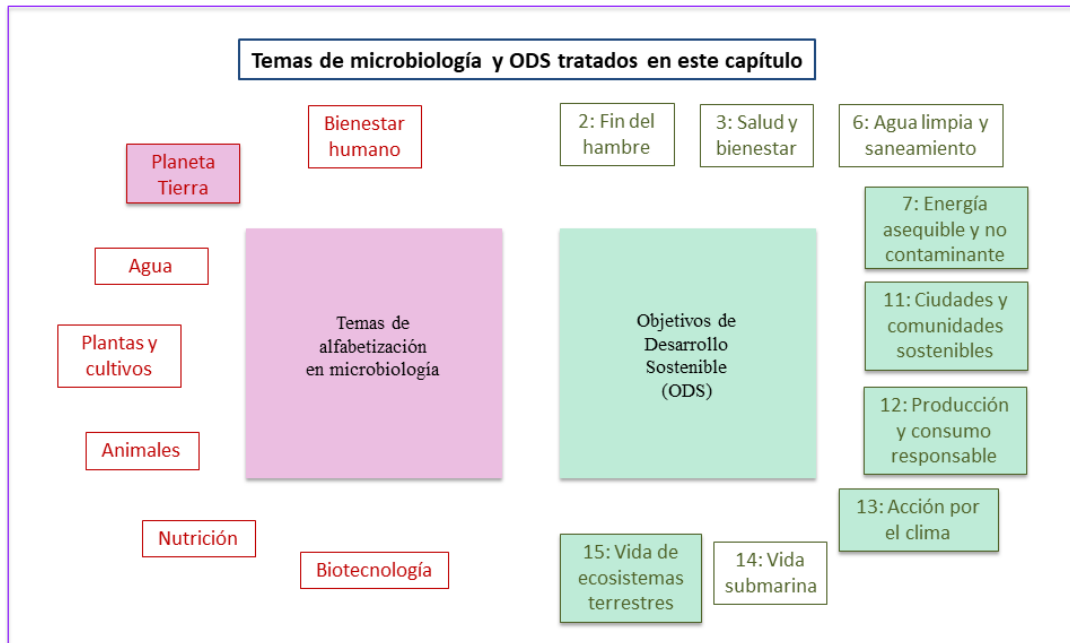 Temas de microbiología y ODS tratados en este capítulo
Bienestar
humano
Planeta
Tierra
Agua
Plantas y
cultivos
Animales
Nutrición
Biotecnología
Temas de
alfabetización
en microbiología
2: Fin del
hambre
3: Salud y
bienestar
6: Agua limpia y
saneamiento
7: Energía
asequible y no
contaminante
11: Ciudades y
comunidades
sostenibles
12: Producción
y consumo
responsable
13: Acción por
el clima
14: Vida
submarina
15: Vida de
ecosistemas
terrestres
Objetivos de
Desarrollo
Sostenible
(ODS)